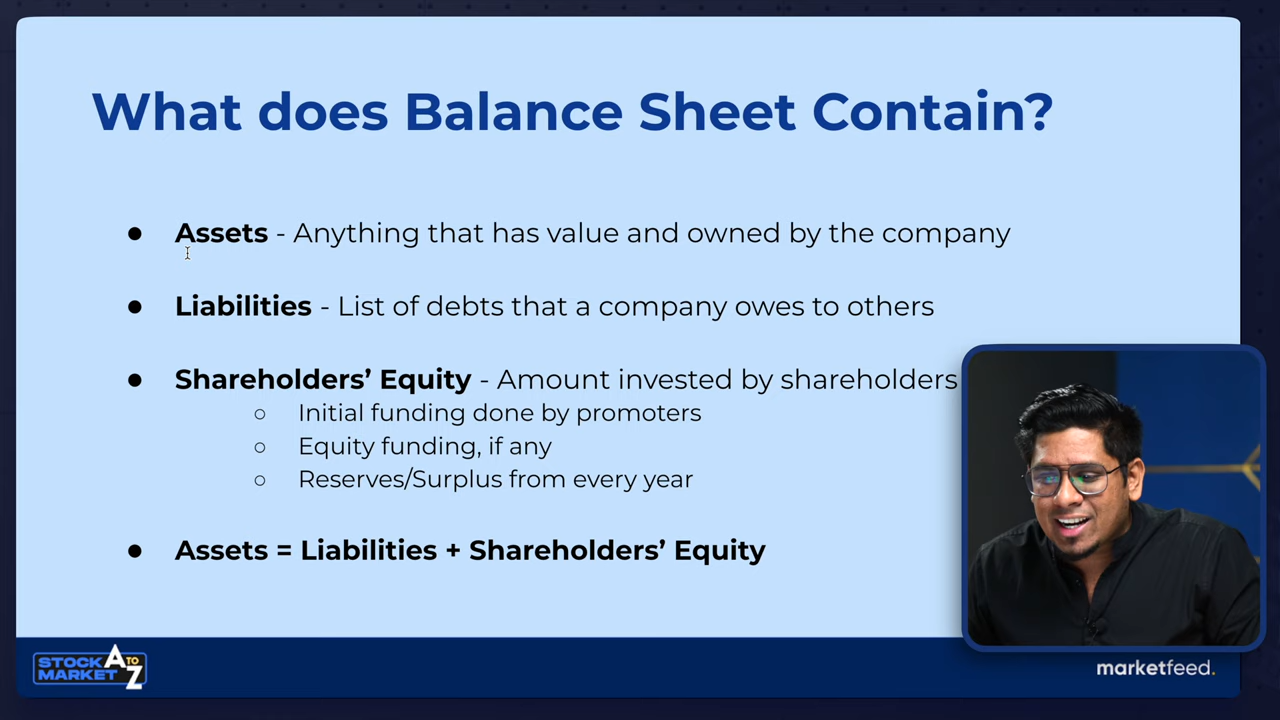 What does Balance Sheet Contain?
● Assets - Anything that has value and owned by the company
● Liabilities - List of debts that a company owes to others
● Shareholders’ Equity - Amount invested by shareholders
○ Initial funding done by promoters
○ Equity funding, if any
○ Reserves/Surplus from every year
● Assets = Liabilities + Shareholders’ Equity
STOCK MARKET A TO Z
marketfeed.